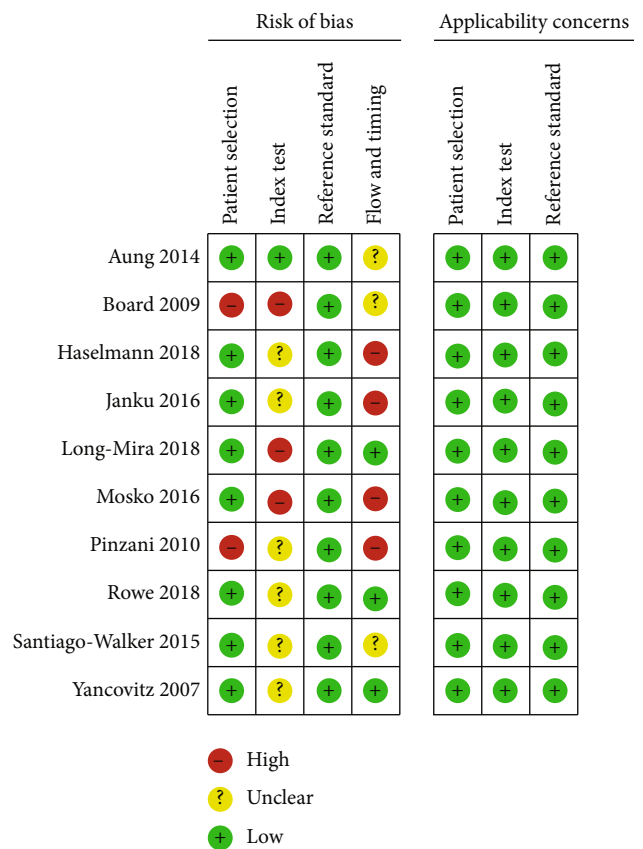 Risk of bias
Applicability concerns
Patient selection
Index test
Reference standard
Flow and timing
Patient selection
Index test
Reference standard
Aung 2014 + + + ? + + +
Board 2009 – – + ? + + +
Haselmann 2018 + ? + – + + +
Janku 2016 + ? + – + + +
Long-Mira 2018 + – + + + + +
Mosko 2016 + – + – + + +
Pinzani 2010 – ? + – + + +
Rowe 2018 + ? + + + + +
Santiago-Walker 2015 + ? + ? + + +
Yancovitz 2007 + ? + + + + +
– High
? Unclear
+ Low